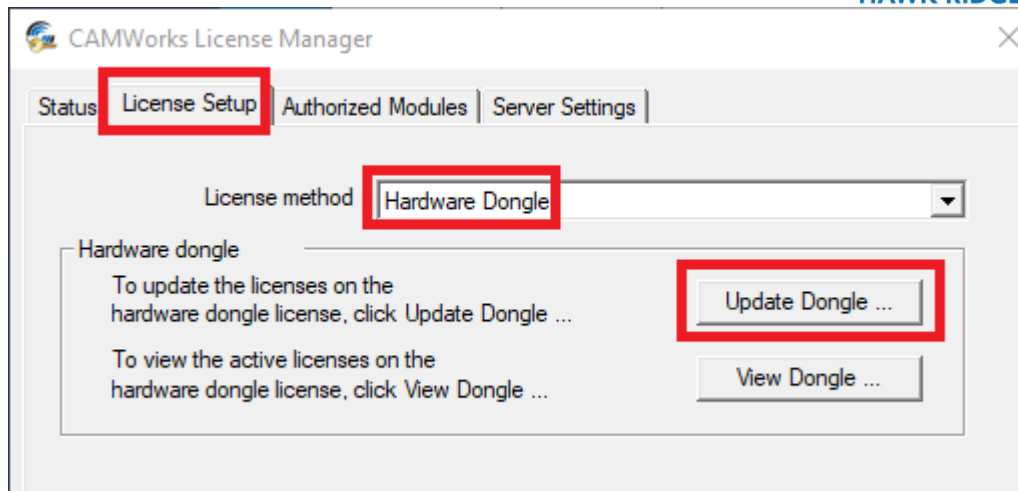 HAWK RIDGE
CAMWorks License Manager
Status License Setup Authorized Modules Server Settings
License method Hardware Dongle
Hardware dongle
To update the licenses on the
hardware dongle license, click Update Dongle ...
Update Dongle ...
To view the active licenses on the
hardware dongle license, click View Dongle ...
View Dongle ...